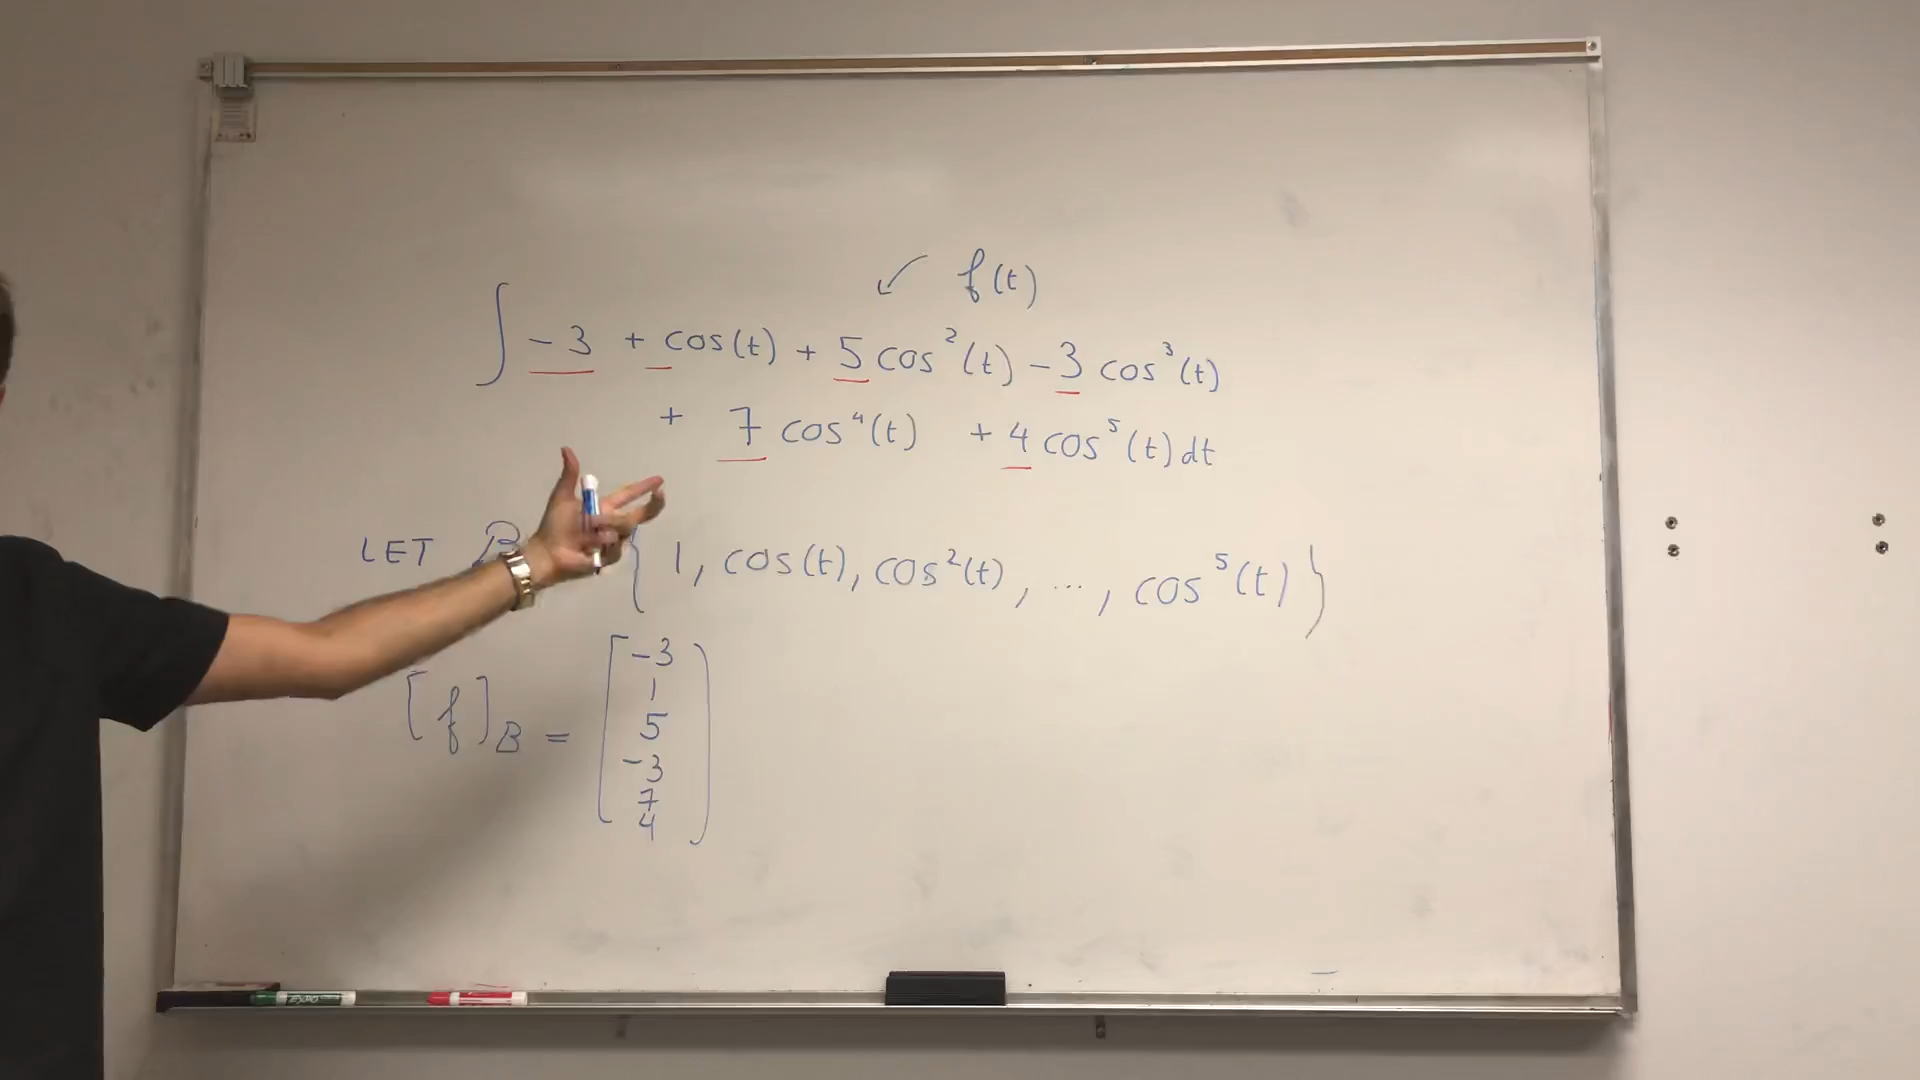 f(t)
∫ -3 + cos(t) + 5 cos²(t) - 3 cos³(t)
+ 7 cos⁴(t) + 4 cos⁵(t) dt
LET B { 1, cos(t), cos²(t), ..., cos⁵(t) }
[f]_B = [ -3
1
5
-3
7
4 ]
EXPO